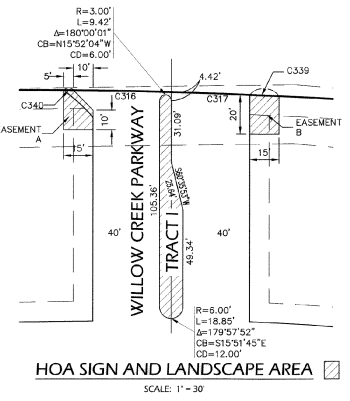 R=3.00'
L=9.42'
Δ=180°00'01"
CB=N15°52'04"W
CD=6.00'
10'
5'
4.42'
C339
C340
C316
C317
10'
20'
31.09'
EASEMENT
B
ASEMENT
A
15'
15'
WILLOW CREEK PARKWAY
105.36'
TRACT I
25.64'
49.34'
40'
40'
R=6.00'
L=18.85'
Δ=179°57'52"
CB=S15°51'45"E
CD=12.00'
HOA SIGN AND LANDSCAPE AREA
SCALE: 1" = 30'